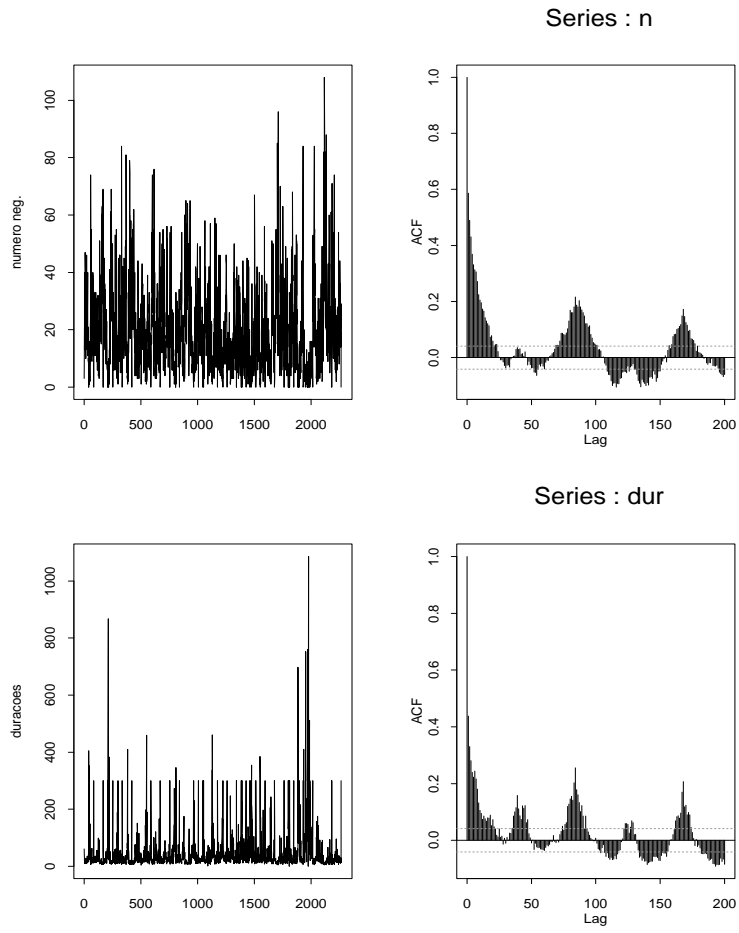 Series : n
numero neg.
0 20 40 60 80 100
0 500 1000 1500 2000
ACF
0.0 0.2 0.4 0.6 0.8 1.0
0 50 100 150 200
Lag
Series : dur
duracoes
0 200 400 600 800 1000
0 500 1000 1500 2000
ACF
0.0 0.2 0.4 0.6 0.8 1.0
0 50 100 150 200
Lag